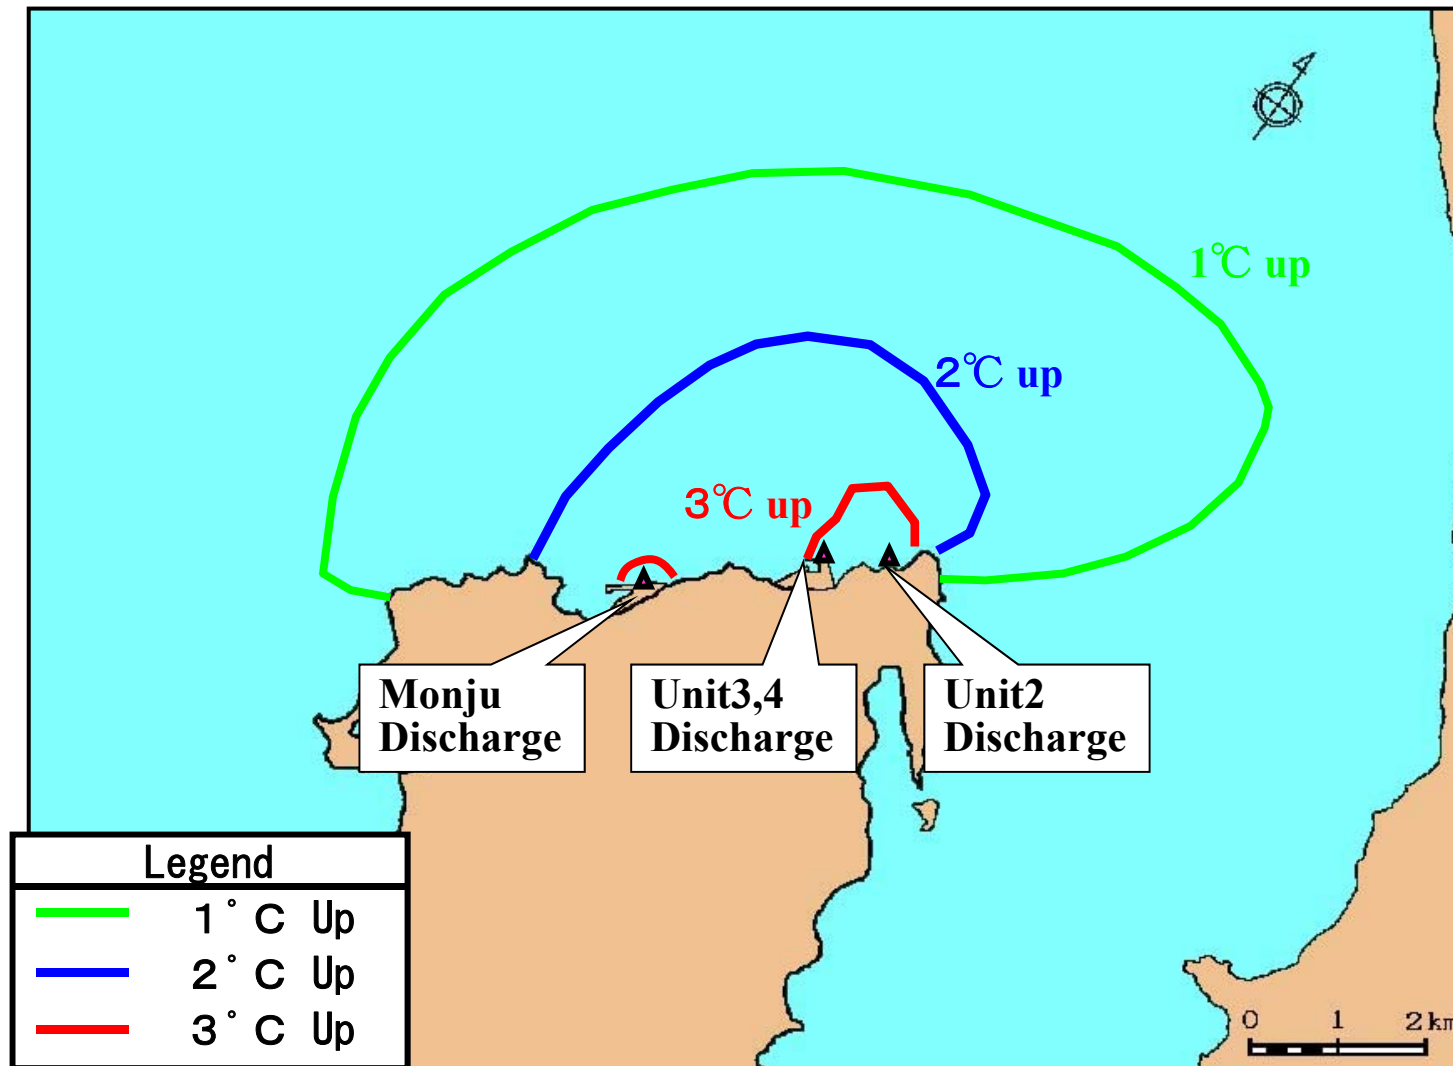 1℃ up
2℃ up
3℃ up
Monju
Discharge
Unit3,4
Discharge
Unit2
Discharge
Legend
1°C Up
2°C Up
3°C Up
0 1 2km